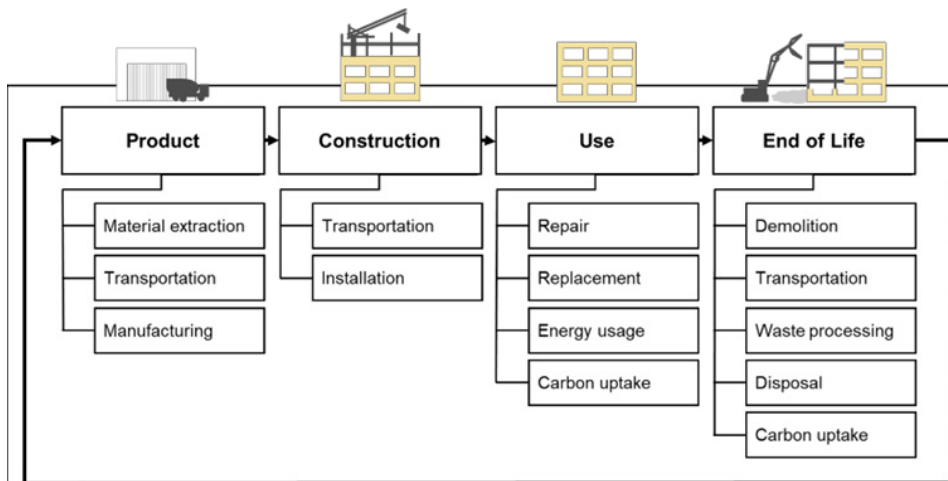 Product
Construction
Use
End of Life
Material extraction
Transportation
Manufacturing
Transportation
Installation
Repair
Replacement
Energy usage
Carbon uptake
Demolition
Transportation
Waste processing
Disposal
Carbon uptake